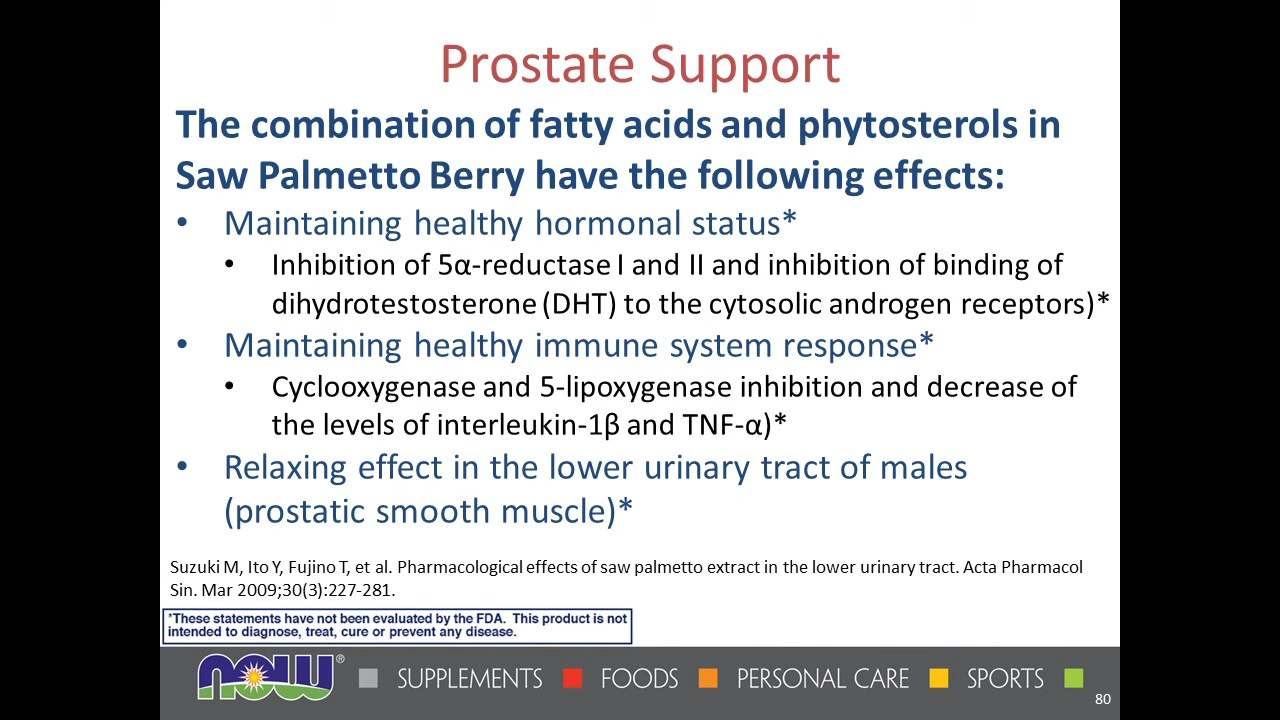 Prostate Support
The combination of fatty acids and phytosterols in
Saw Palmetto Berry have the following effects:
• Maintaining healthy hormonal status*
• Inhibition of 5α-reductase I and II and inhibition of binding of
dihydrotestosterone (DHT) to the cytosolic androgen receptors)*
• Maintaining healthy immune system response*
• Cyclooxygenase and 5-lipoxygenase inhibition and decrease of
the levels of interleukin-1β and TNF-α)*
• Relaxing effect in the lower urinary tract of males
(prostatic smooth muscle)*
Suzuki M, Ito Y, Fujino T, et al. Pharmacological effects of saw palmetto extract in the lower urinary tract. Acta Pharmacol
Sin. Mar 2009;30(3):227-281.
*These statements have not been evaluated by the FDA. This product is not
intended to diagnose, treat, cure or prevent any disease.
now® SUPPLEMENTS FOODS PERSONAL CARE SPORTS
80